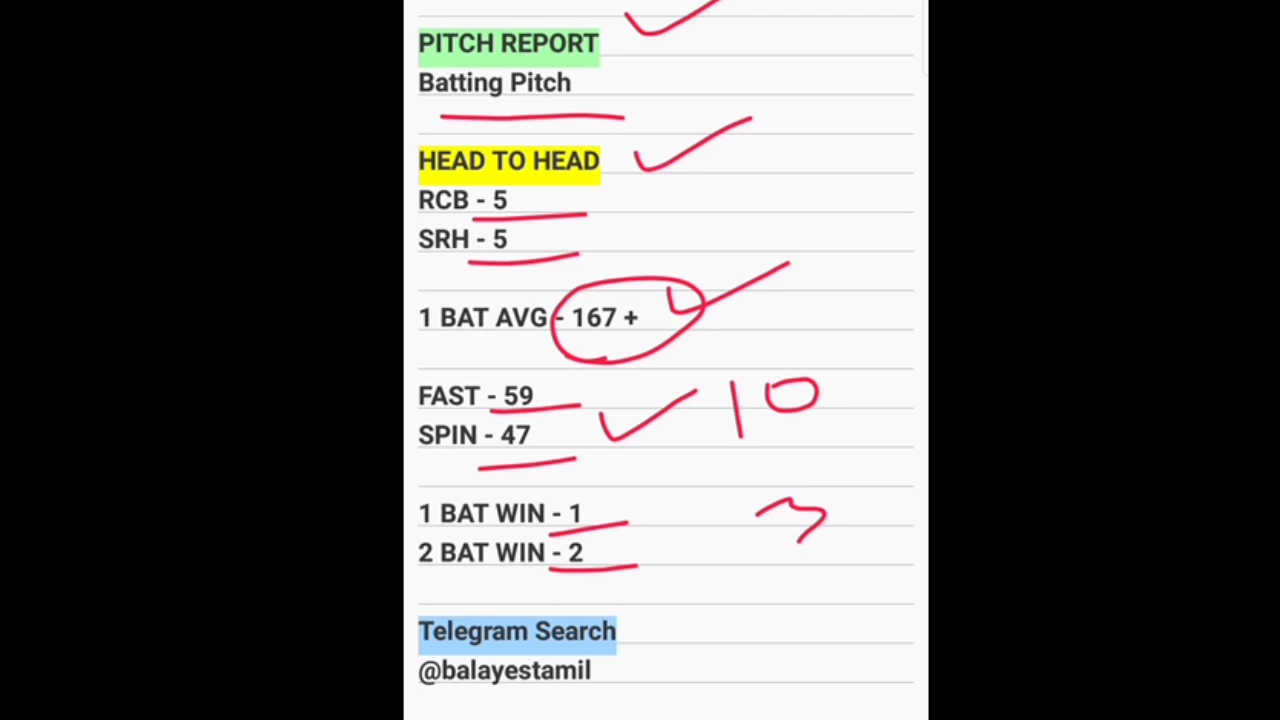 PITCH REPORT
Batting Pitch
HEAD TO HEAD
RCB - 5
SRH - 5
1 BAT AVG - 167 +
FAST - 59
SPIN - 47
10
1 BAT WIN - 1
2 BAT WIN - 2
3
Telegram Search
@balayestamil